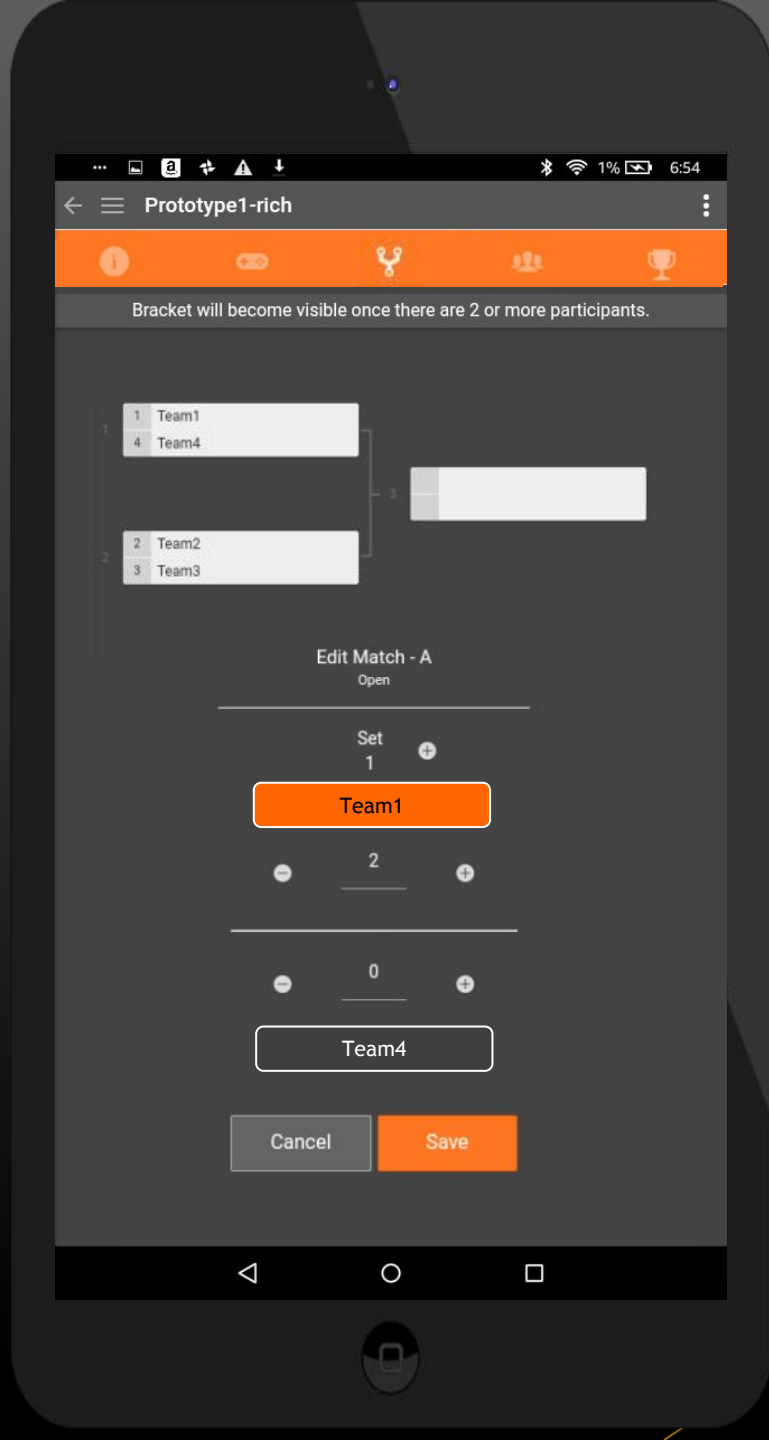 1% 6:54
Prototype1-rich
Bracket will become visible once there are 2 or more participants.
1
1 Team1
4 Team4
3
2
2 Team2
3 Team3
Edit Match - A
Open
Set
1
Team1
2
0
Team4
Cancel Save